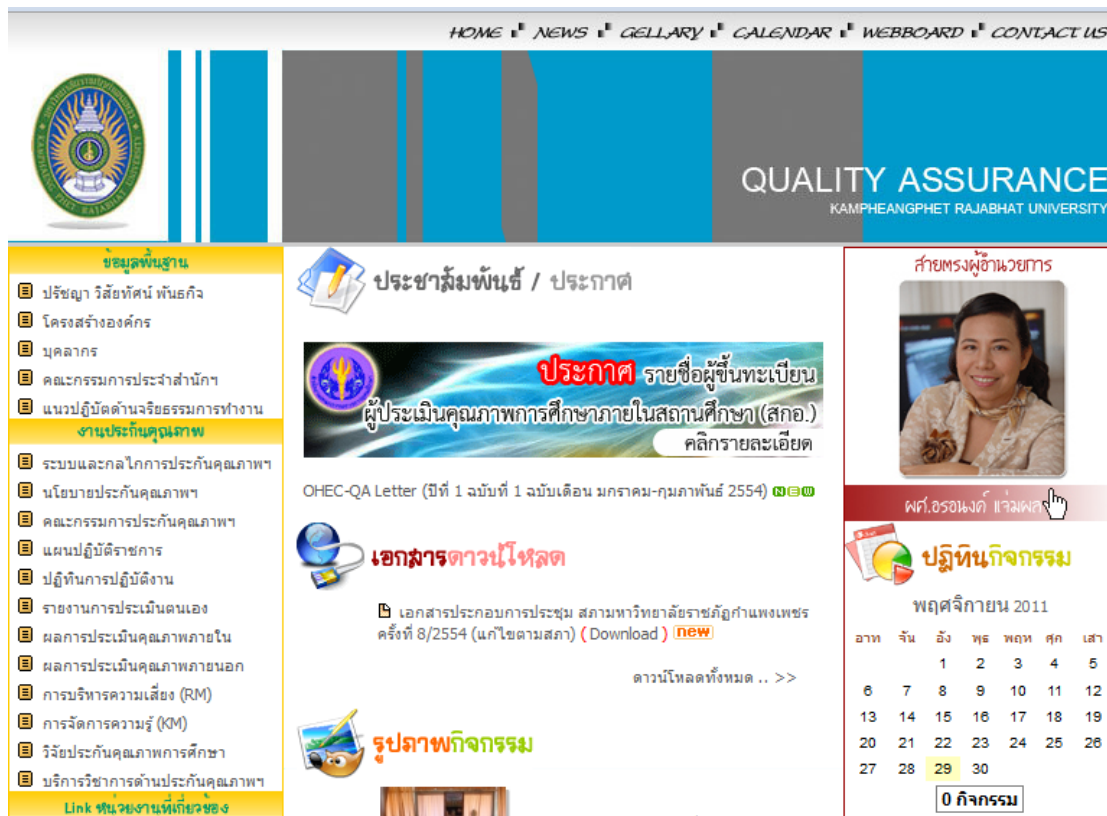 HOME NEWS GELLARY CALENDAR WEBBOARD CONTACT US
QUALITY ASSURANCE
KAMPHEANGPHET RAJABHAT UNIVERSITY
ข้อมูลพื้นฐาน
ปรัชญา วิสัยทัศน์ พันธกิจ
โครงสร้างองค์กร
บุคลากร
คณะกรรมการประจำสำนักฯ
แนวปฏิบัติด้านจริยธรรมการทำงาน
งานประกันคุณภาพ
ระบบและกลไกการประกันคุณภาพฯ
นโยบายประกันคุณภาพฯ
คณะกรรมการประกันคุณภาพฯ
แผนปฏิบัติราชการ
ปฏิทินการปฏิบัติงาน
รายงานการประเมินตนเอง
ผลการประเมินคุณภาพภายใน
ผลการประเมินคุณภาพภายนอก
การบริหารความเสี่ยง (RM)
การจัดการความรู้ (KM)
วิจัยประกันคุณภาพการศึกษา
บริการวิชาการด้านประกันคุณภาพฯ
Link หน่วยงานที่เกี่ยวข้อง
ประชาสัมพันธ์ / ประกาศ
ประกาศ รายชื่อผู้ขึ้นทะเบียน
ผู้ประเมินคุณภาพการศึกษาภายในสถานศึกษา (สกอ.)
คลิกรายละเอียด
OHEC-QA Letter (ปีที่ 1 ฉบับที่ 1 ฉบับเดือน มกราคม-กุมภาพันธ์ 2554) NEW
เอกสารดาวน์โหลด
เอกสารประกอบการประชุม สภามหาวิทยาลัยราชภัฏกำแพงเพชร
ครั้งที่ 8/2554 (แก้ไขตามสภา) ( Download ) new
ดาวน์โหลดทั้งหมด .. >>
รูปภาพกิจกรรม
สายตรงผู้อำนวยการ
ผศ.อรอนงค์
ปฏิทินกิจกรรม
พฤศจิกายน 2011
อาท จัน อัง พุธ พฤห ศุก เสา
1 2 3 4 5
6 7 8 9 10 11 12
13 14 15 16 17 18 19
20 21 22 23 24 25 26
27 28 29 30
0 กิจกรรม